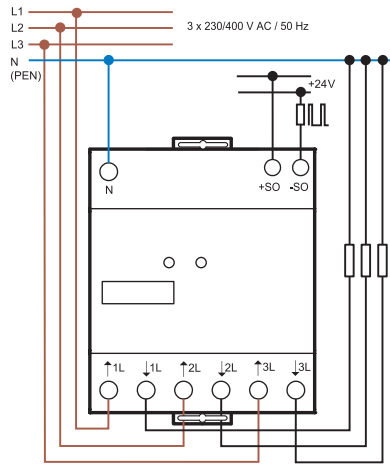 L1
L2 3 x 230/400 V AC / 50 Hz
L3
N
(PEN)
+24V
N +SO -SO
↑1L ↓1L ↑2L ↓2L ↑3L ↓3L